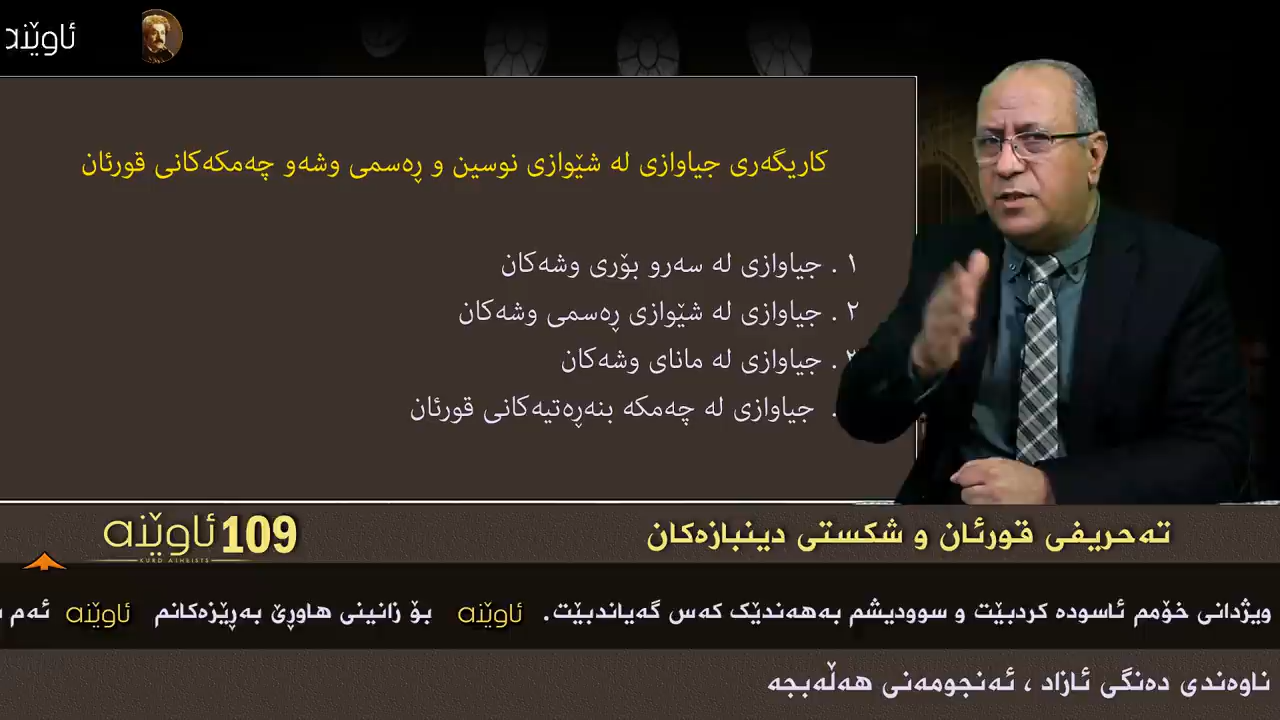 ئاوێنە
کاریگەری جیاوازی لە شێوازی نوسین و ڕەسمی وشەو چەمکەکانی قورئان
١ . جیاوازی لە سەرو بۆری وشەکان
٢ . جیاوازی لە شێوازی ڕەسمی وشەکان
. جیاوازی لە مانای وشەکان
. جیاوازی لە چەمکە بنەڕەتیەکانی قورئان
تەحریفی قورئان و شکستی دینبازەکان
ئاوێنە 109
KURD ATHEISTS
ویژدانی خۆمم ئاسودە کردبێت و سوودیشم بەهەندێک کەس گەیاندبێت. ئاوێنە بۆ زانینی هاوڕێ بەڕێزەکانم ئاوێنە ئەم
ناوەندی دەنگی ئازاد ، ئەنجومەنی هەڵەبجە